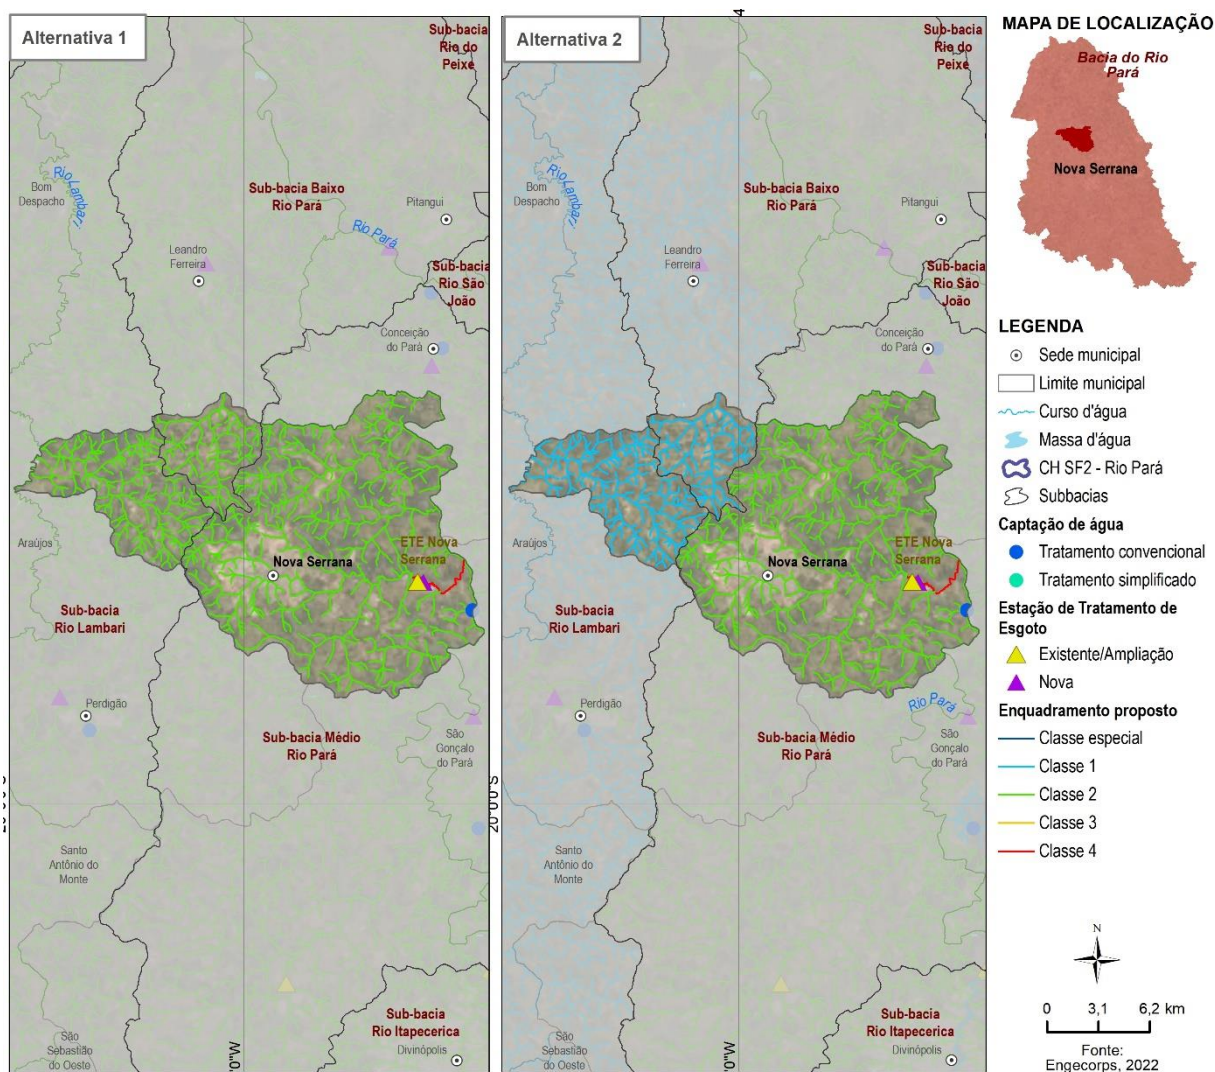 Alternativa 1
Sub-bacia
Rio do
Peixe
Rio Lambari
Bom
Despacho
Sub-bacia Baixo
Rio Pará
Pitangui
Rio Pará
Leandro
Ferreira
Sub-bacia
Rio São
João
Conceição
do Pará
Araújos
ETE Nova
Serrana
Nova Serrana
Sub-bacia
Rio Lambari
Perdigão
Sub-bacia Médio
Rio Pará
São
Gonçalo
do Pará
Santo
Antônio do
Monte
Sub-bacia
Rio Itapecerica
São
Sebastião
do Oeste
Divinópolis
0"W
Alternativa 2
4
Sub-bacia
Rio do
Peixe
Rio Lambari
Bom
Despacho
Sub-bacia Baixo
Rio Pará
Pitangui
Leandro
Ferreira
Sub-bacia
Rio São
João
Conceição
do Pará
Araújos
ETE Nova
Serrana
Nova Serrana
Sub-bacia
Rio Lambari
Perdigão
Rio Pará
Sub-bacia Médio
Rio Pará
São
Gonçalo
do Pará
20°0'0"S
Santo
Antônio do
Monte
Sub-bacia
Rio Itapecerica
São
Sebastião
do Oeste
Divinópolis
0"W
MAPA DE LOCALIZAÇÃO
Bacia do Rio
Pará
Nova Serrana
LEGENDA
Sede municipal
Limite municipal
Curso d'água
Massa d'água
CH SF2 - Rio Pará
Subbacias
Captação de água
Tratamento convencional
Tratamento simplificado
Estação de Tratamento de
Esgoto
Existente/Ampliação
Nova
Enquadramento proposto
Classe especial
Classe 1
Classe 2
Classe 3
Classe 4
N
0 3,1 6,2 km
Fonte:
Engecorps, 2022